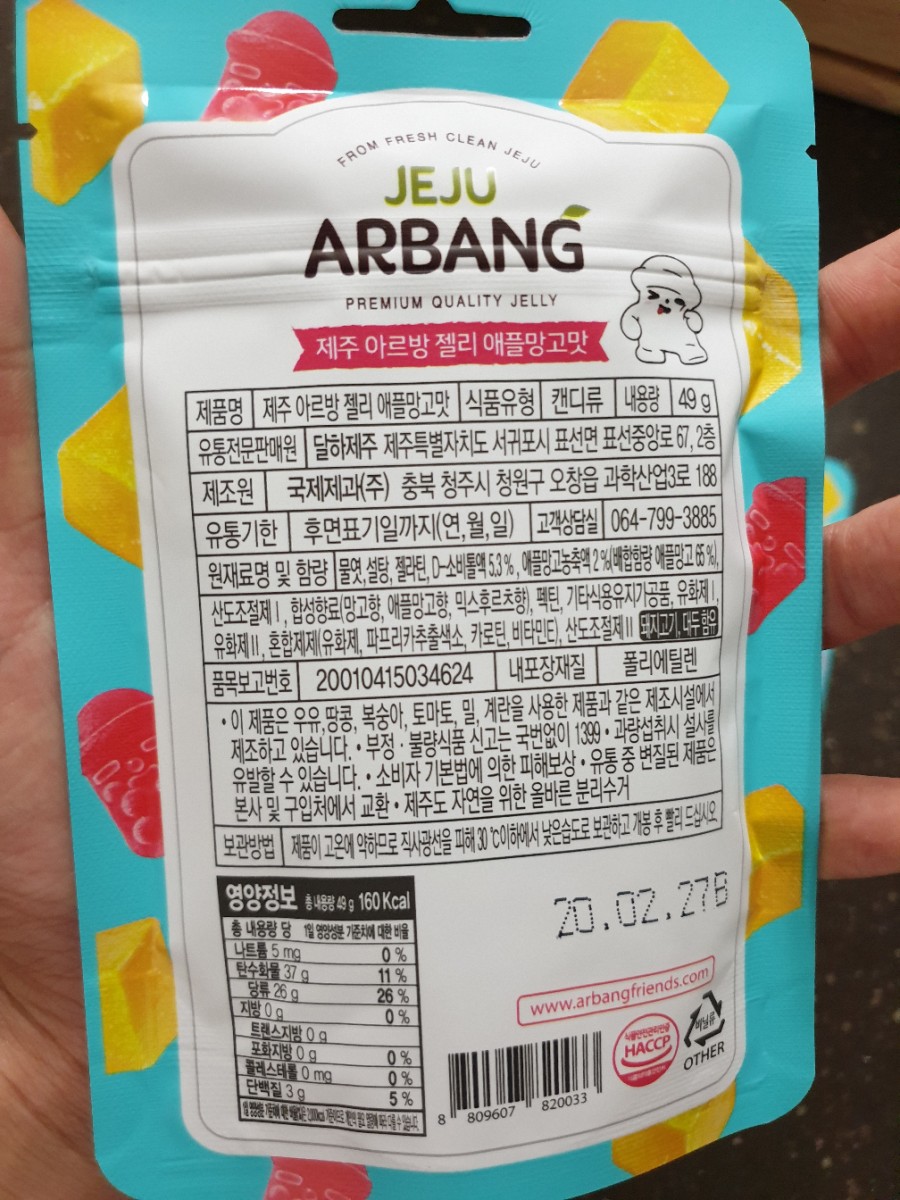 FROM FRESH CLEAN JEJU
JEJU
ARBANG
PREMIUM QUALITY JELLY
제주 아르방 젤리 애플망고맛
제품명 제주 아르방 젤리 애플망고맛 식품유형 캔디류 내용량 49 g
유통전문판매원 달하제주 제주특별자치도 서귀포시 표선면 표선중앙로 67, 2층
제조원 국제제과(주) 충북 청주시 청원구 오창읍 과학산업3로 188
유통기한 후면표기일까지(연,월,일) 고객상담실 064-799-3885
원재료명 및 함량 물엿, 설탕, 젤라틴, D-소비톨액 5.3%, 애플망고농축액 2%(배합함량 애플망고 65%),
산도조절제Ⅰ, 합성향료(망고향, 애플망고향, 믹스후르츠향), 펙틴, 기타식용유지가공품, 유화제Ⅰ,
유화제Ⅱ, 혼합제제(유화제, 파프리카추출색소, 카로틴, 비타민E), 산도조절제Ⅱ 돼지고기, 대두 함유
품목보고번호 20010415034624 내포장재질 폴리에틸렌
• 이 제품은 우유, 땅콩, 복숭아, 토마토, 밀, 계란을 사용한 제품과 같은 제조시설에서
제조하고 있습니다. • 부정·불량식품 신고는 국번없이 1399 • 과량섭취시 설사를
유발할 수 있습니다. • 소비자 기본법에 의한 피해보상 • 유통 중 변질된 제품은
본사 및 구입처에서 교환 • 제주도 자연을 위한 올바른 분리수거
보관방법 제품이 고온에 약하므로 직사광선을 피해 30℃이하에서 낮은습도로 보관하고 개봉 후 빨리 드십시오.
영양정보 총 내용량 49 g 160 Kcal
총 내용량 당 1일 영양성분 기준치에 대한 비율
나트륨 5 mg 0 %
탄수화물 37 g 11 %
당류 26 g 26 %
지방 0 g 0 %
트랜스지방 0 g
포화지방 0 g 0 %
콜레스테롤 0 mg 0 %
단백질 3 g 5 %
20.02.27B
www.arbangfriends.com
HACCP
비닐류
OTHER
8 809607 820033